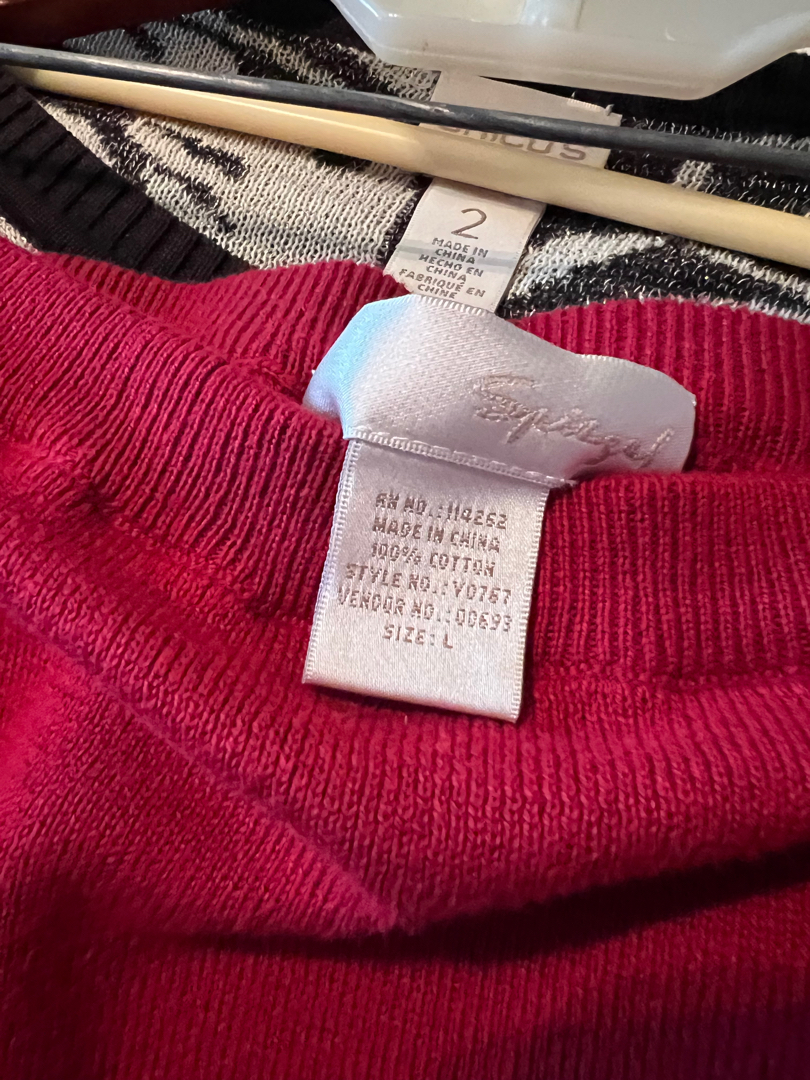 CHICO'S
2
MADE IN
CHINA
HECHO EN
CHINA
FABRIQUÉ EN
CHINE
RN NO.: 114262
MADE IN CHINA
100% COTTON
STYLE NO.: V0767
VENDOR NO.: 00693
SIZE: L